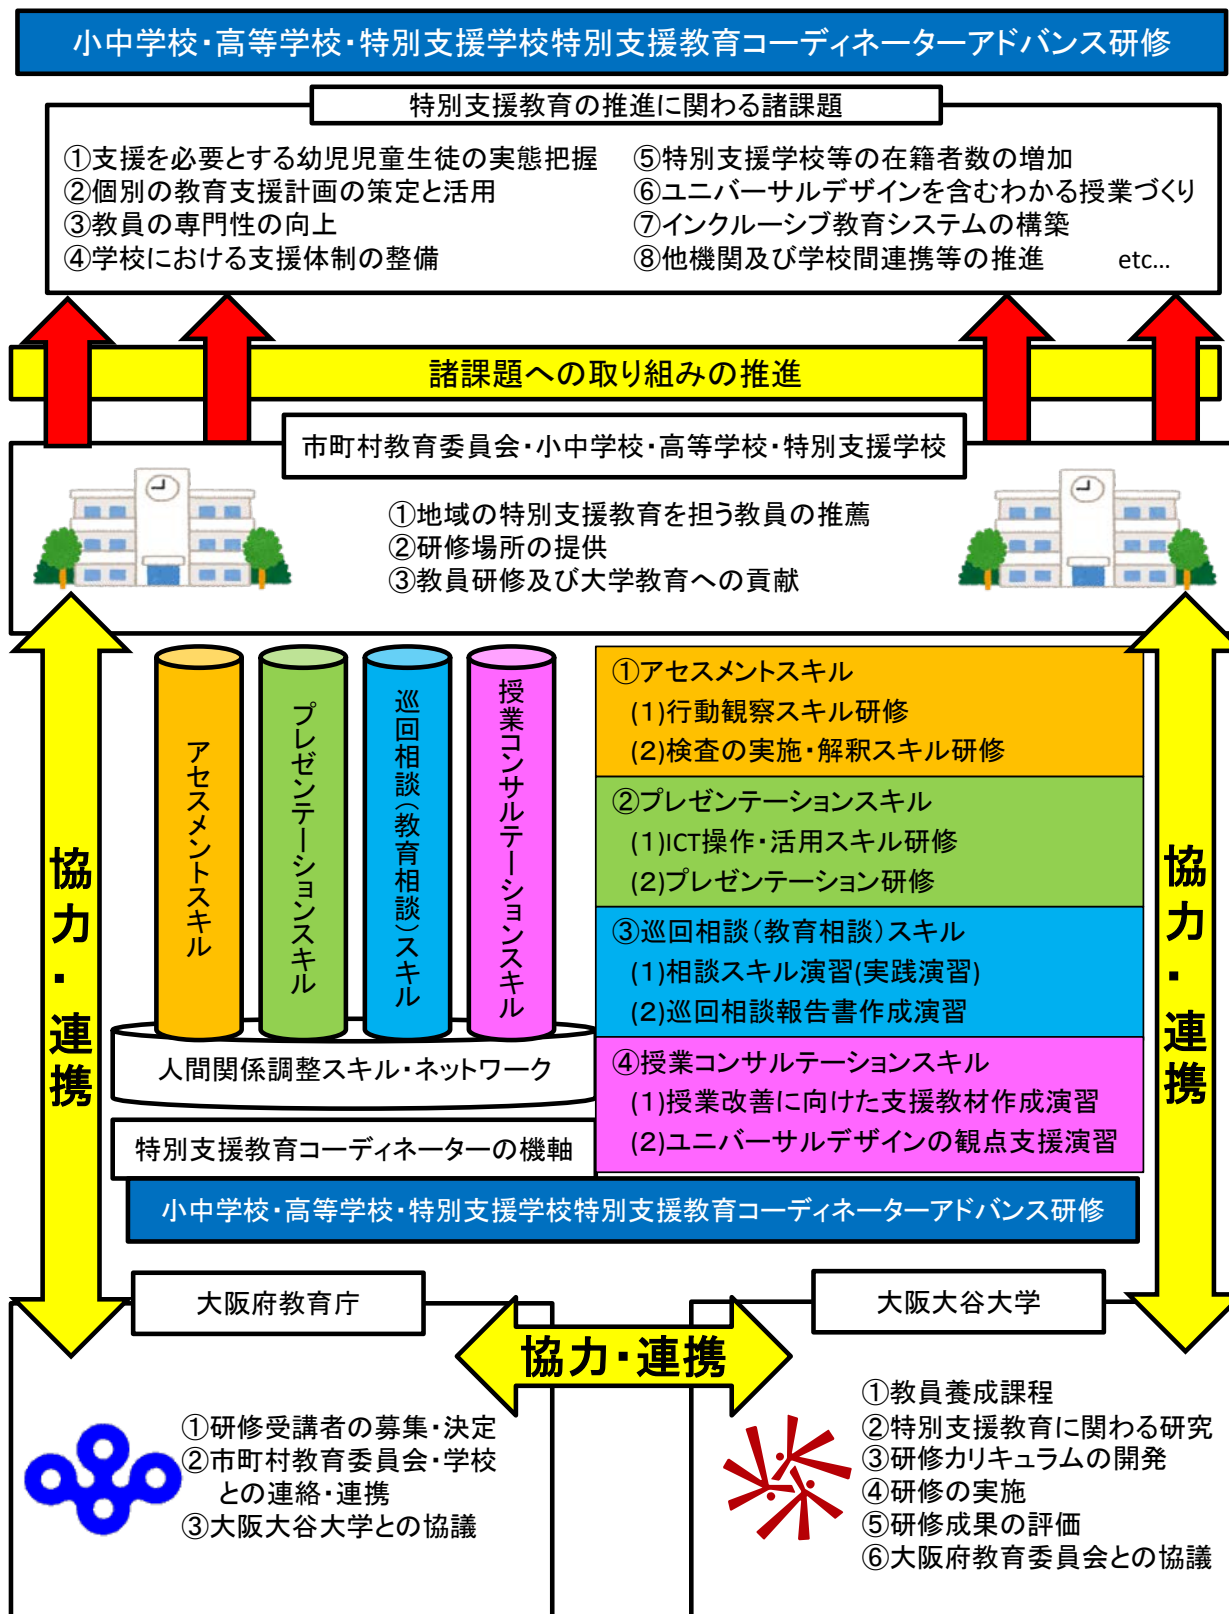 小中学校・高等学校・特別支援学校特別支援教育コーディネーターアドバンス研修
特別支援教育の推進に関わる諸課題
①支援を必要とする幼児児童生徒の実態把握
②個別の教育支援計画の策定と活用
③教員の専門性の向上
④学校における支援体制の整備
⑤特別支援学校等の在籍者数の増加
⑥ユニバーサルデザインを含むわかる授業づくり
⑦インクルーシブ教育システムの構築
⑧他機関及び学校間連携等の推進 etc...
諸課題への取り組みの推進
市町村教育委員会・小中学校・高等学校・特別支援学校
①地域の特別支援教育を担う教員の推薦
②研修場所の提供
③教員研修及び大学教育への貢献
協力・連携
アセスメントスキル
プレゼンテーションスキル
巡回相談（教育相談）スキル
授業コンサルテーションスキル
人間関係調整スキル・ネットワーク
特別支援教育コーディネーターの機軸
①アセスメントスキル
(1)行動観察スキル研修
(2)検査の実施・解釈スキル研修
②プレゼンテーションスキル
(1)ICT操作・活用スキル研修
(2)プレゼンテーション研修
③巡回相談（教育相談）スキル
(1)相談スキル演習(実践演習)
(2)巡回相談報告書作成演習
④授業コンサルテーションスキル
(1)授業改善に向けた支援教材作成演習
(2)ユニバーサルデザインの観点支援演習
協力・連携
小中学校・高等学校・特別支援学校特別支援教育コーディネーターアドバンス研修
大阪府教育庁
①研修受講者の募集・決定
②市町村教育委員会・学校
との連絡・連携
③大阪大谷大学との協議
協力・連携
大阪大谷大学
①教員養成課程
②特別支援教育に関わる研究
③研修カリキュラムの開発
④研修の実施
⑤研修成果の評価
⑥大阪府教育委員会との協議